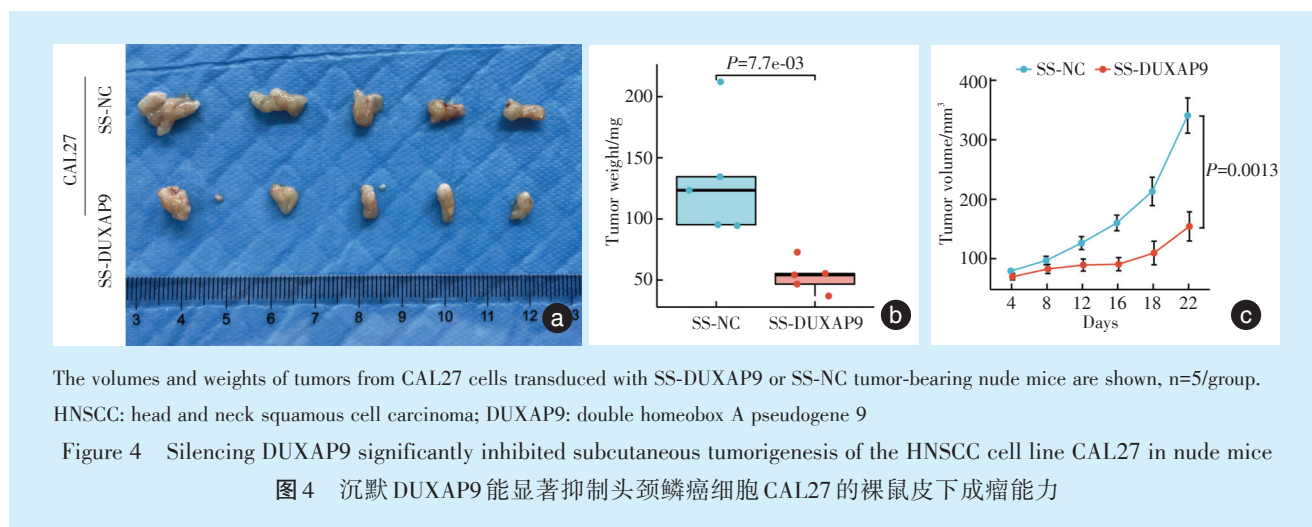 CAL27
SS-NC
SS-DUXAP9
3 4 5 6 7 8 9 10 11 12 3
a
P=7.7e-03
Tumor weight/mg
200
150
100
50
SS-NC SS-DUXAP9
b
SS-NC SS-DUXAP9
Tumor volume/mm³
400
300
200
100
P=0.0013
4 8 12 16 18 22
Days
c
The volumes and weights of tumors from CAL27 cells transduced with SS-DUXAP9 or SS-NC tumor-bearing nude mice are shown, n=5/group.
HNSCC: head and neck squamous cell carcinoma; DUXAP9: double homeobox A pseudogene 9
Figure 4 Silencing DUXAP9 significantly inhibited subcutaneous tumorigenesis of the HNSCC cell line CAL27 in nude mice
图4 沉默DUXAP9能显著抑制头颈鳞癌细胞CAL27的裸鼠皮下成瘤能力